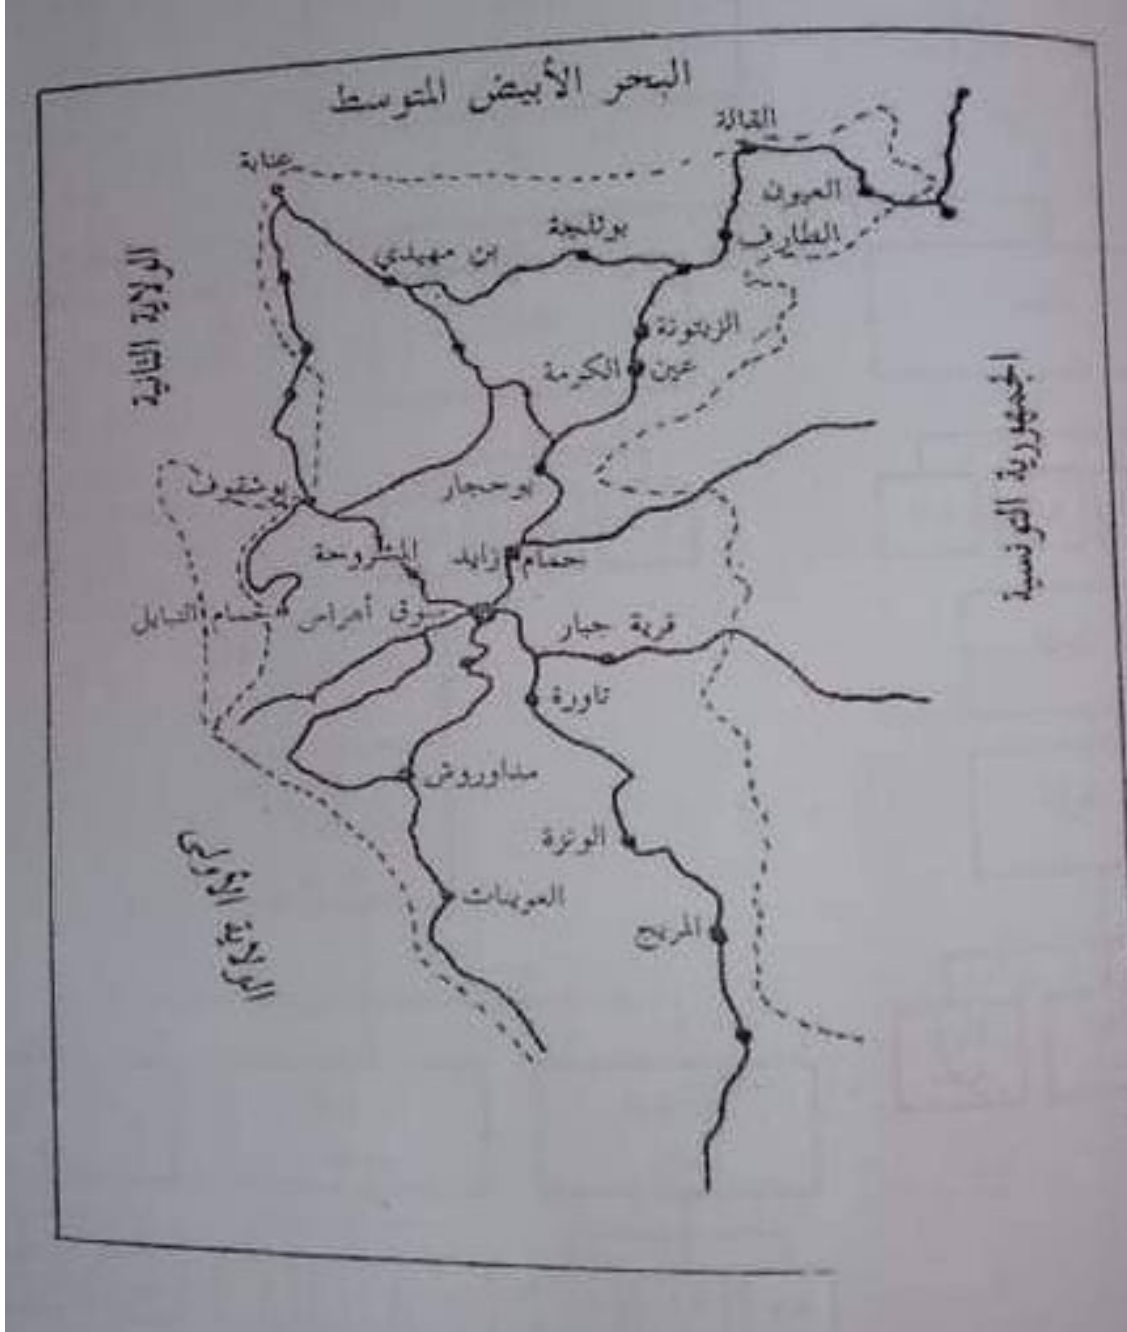 البحر الأبيض المتوسط
القالة
عنابة
العيون
الطارف
بوثلجة
بن مهيدي
الولاية الثانية
الزيتونة
عين الكرمة
الجمهورية التونسية
بوحجار
بوشقوف
حمام زايد
المشروحة
سوق أهراس
حمام النبايل
قرية جبار
تاورة
مداوروش
الونزة
الولاية الأولى
العوينات
المريج